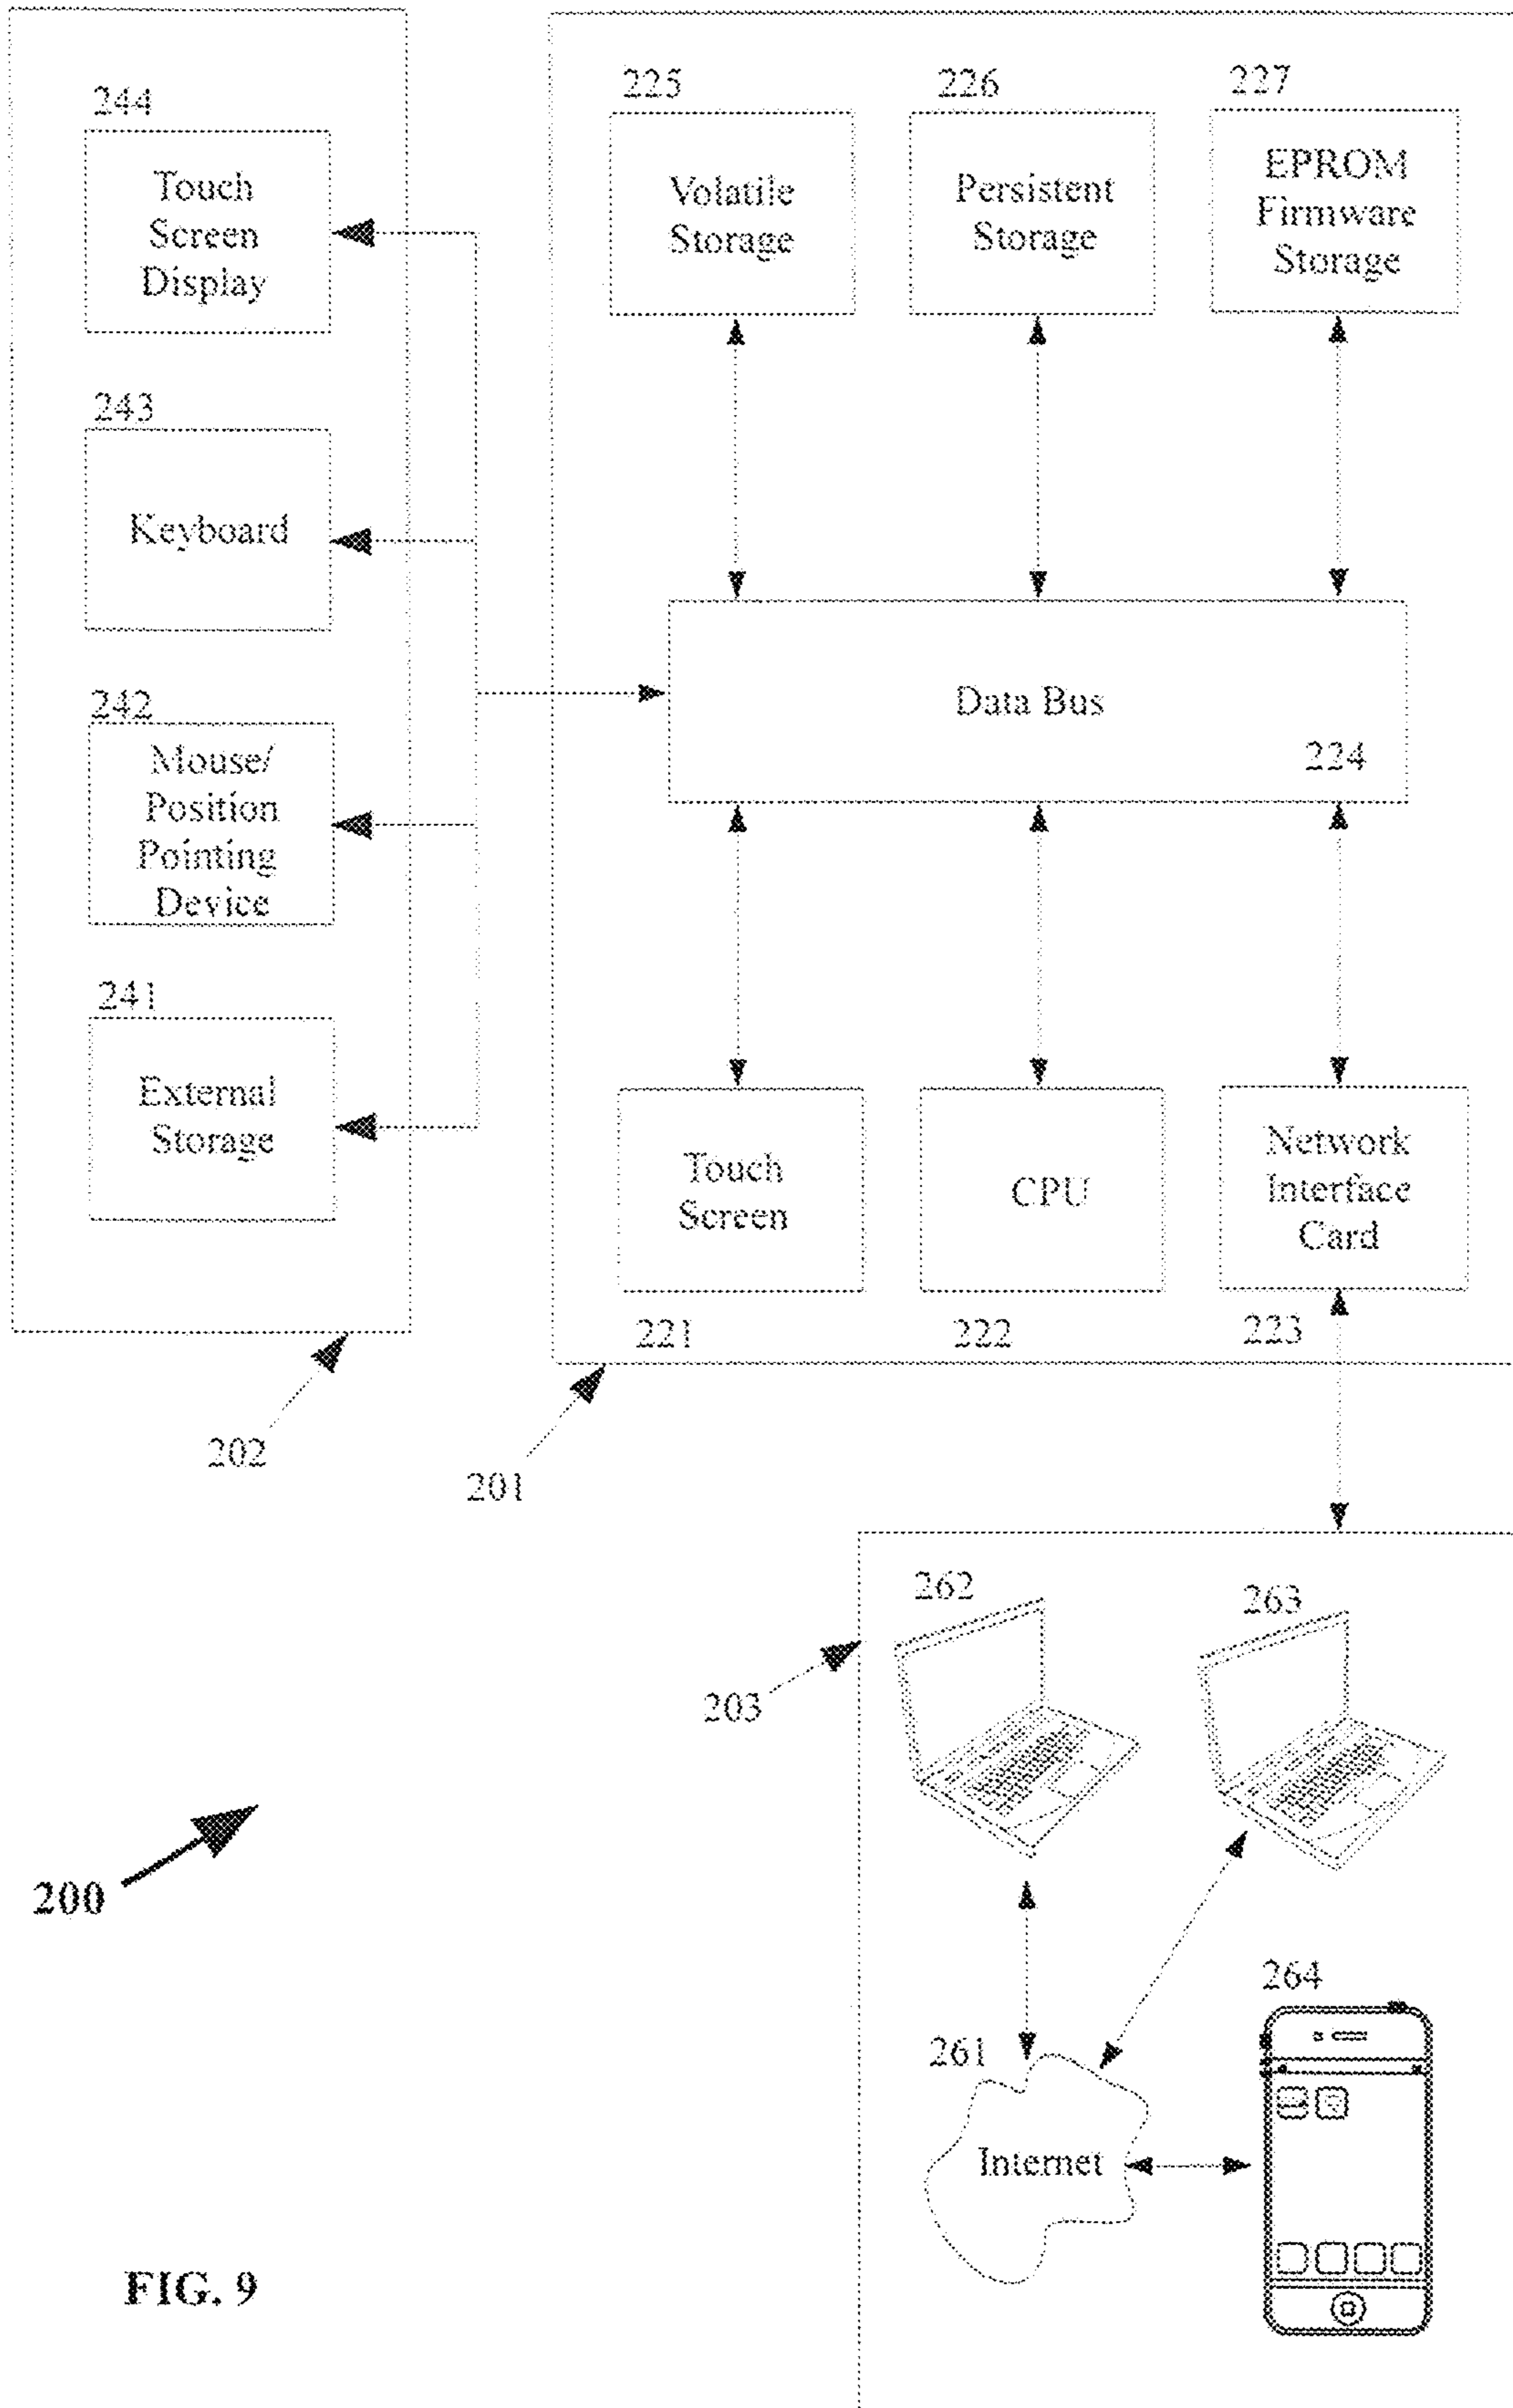 244
Touch
Screen
Display
243
Keyboard
242
Mouse/
Position
Pointing
Device
241
External
Storage
202
225
Volatile
Storage
226
Persistent
Storage
227
EPROM
Firmware
Storage
Data Bus
224
Touch
Screen
221
CPU
222
Network
Interface
Card
223
201
203
262
263
261
Internet
264
200
FIG. 9